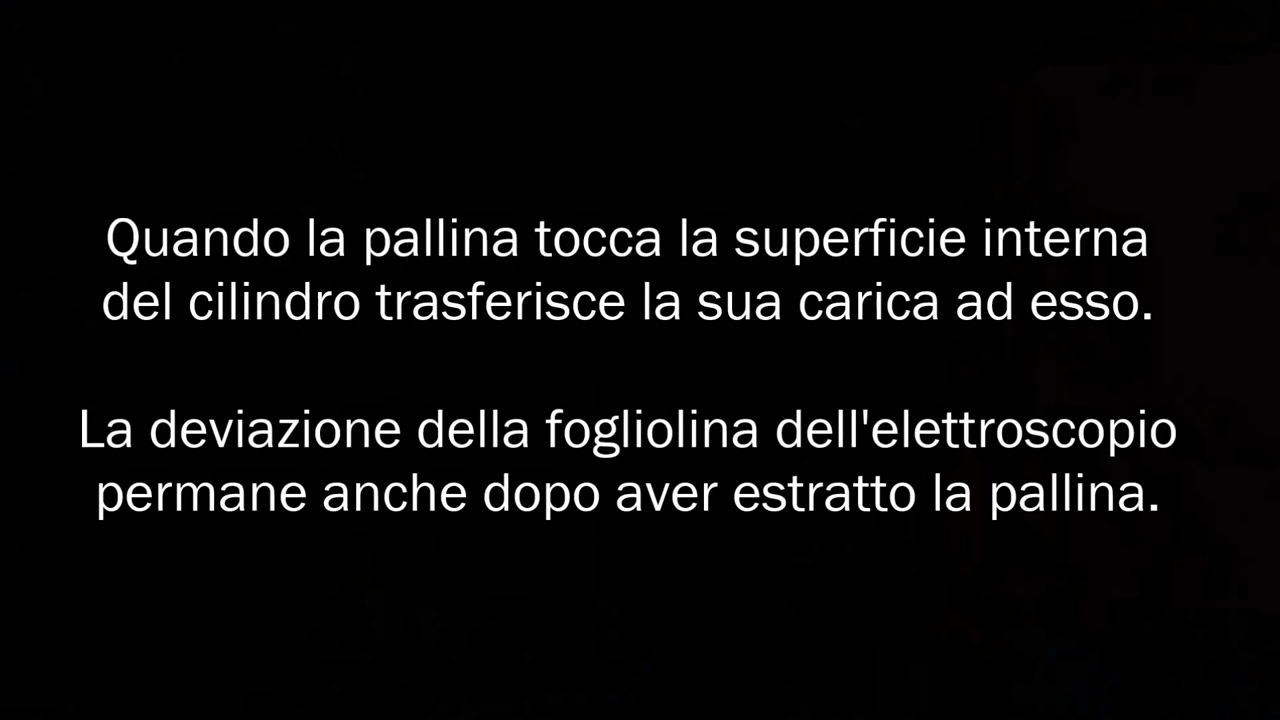 Quando la pallina tocca la superficie interna
del cilindro trasferisce la sua carica ad esso.
La deviazione della fogliolina dell'elettroscopio
permane anche dopo aver estratto la pallina.